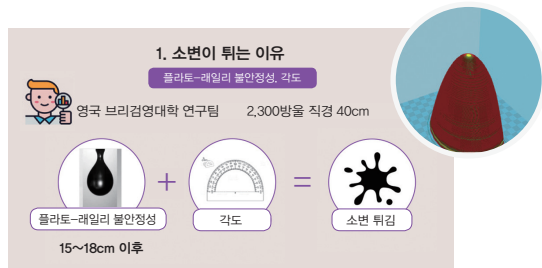 1. 소변이 튀는 이유
플라토-래일리 불안정성, 각도
영국 브리검영대학 연구팀 2,300방울 직경 40cm
플라토-래일리 불안정성 + 각도 = 소변 튀김
15~18cm 이후